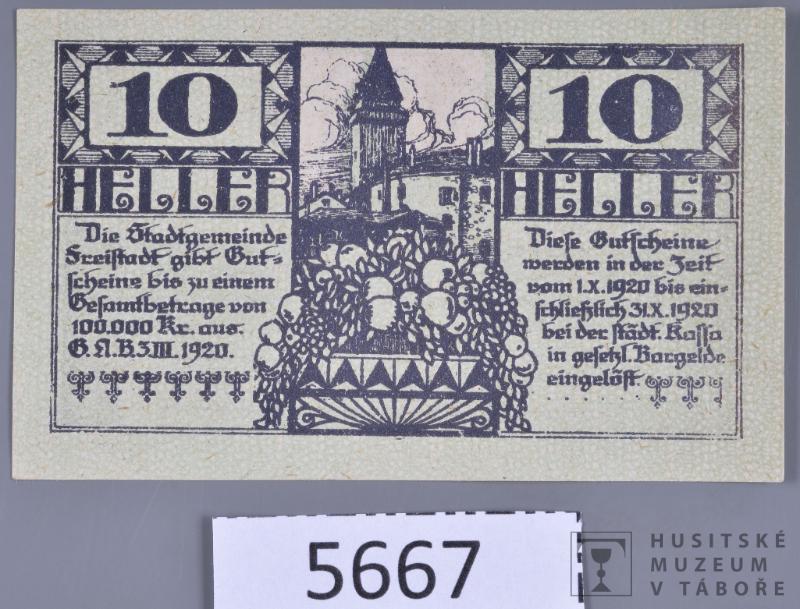 10
HELLER
Die Stadtgemeinde
Freistadt gibt Gut=
scheine bis zu einem
Gesamtbetrage von
100.000 Kr. aus.
G.A.B.3.III.1920.
10
HELLER
Diese Gutscheine
werden in der Zeit
vom 1.X.1920 bis ein=
schließlich 31.X.1920
bei der städt. Kassa
in gesetzl. Bargelde
eingelöst.
5667
HUSITSKÉ
MUZEUM
V TÁBOŘE